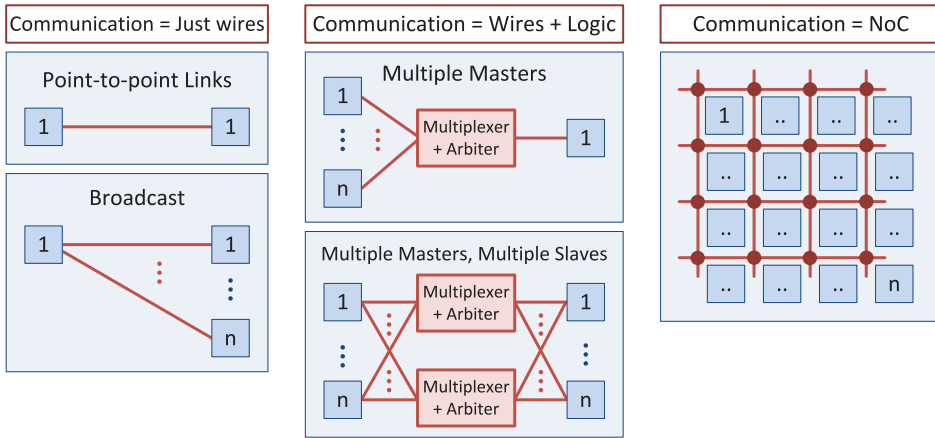 Communication = Just wires
Point-to-point Links
1 1
Broadcast
1 1
n
Communication = Wires + Logic
Multiple Masters
1
Multiplexer
+ Arbiter
1
n
Multiple Masters, Multiple Slaves
1 Multiplexer 1
+ Arbiter
n Multiplexer n
+ Arbiter
Communication = NoC
1 .. .. ..
.. .. .. ..
.. .. .. ..
.. .. .. n